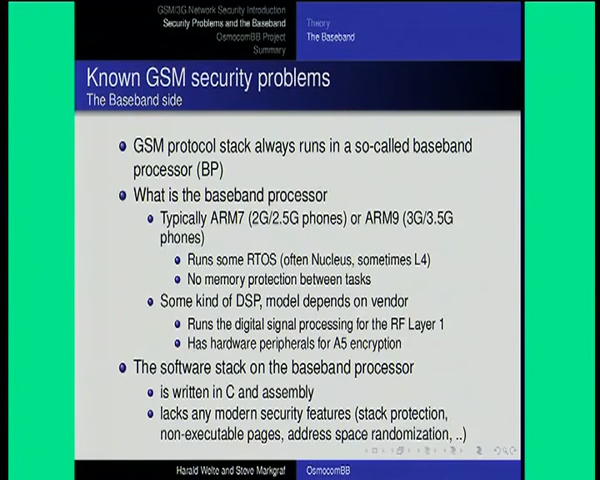 GSM/3G Network Security Introduction
Security Problems and the Baseband
OsmocomBB Project
Summary
Theory
The Baseband
Known GSM security problems
The Baseband side
GSM protocol stack always runs in a so-called baseband
processor (BP)
What is the baseband processor
Typically ARM7 (2G/2.5G phones) or ARM9 (3G/3.5G
phones)
Runs some RTOS (often Nucleus, sometimes L4)
No memory protection between tasks
Some kind of DSP, model depends on vendor
Runs the digital signal processing for the RF Layer 1
Has hardware peripherals for A5 encryption
The software stack on the baseband processor
is written in C and assembly
lacks any modern security features (stack protection,
non-executable pages, address space randomization, ..)
Harald Welte and Steve Markgraf
OsmocomBB